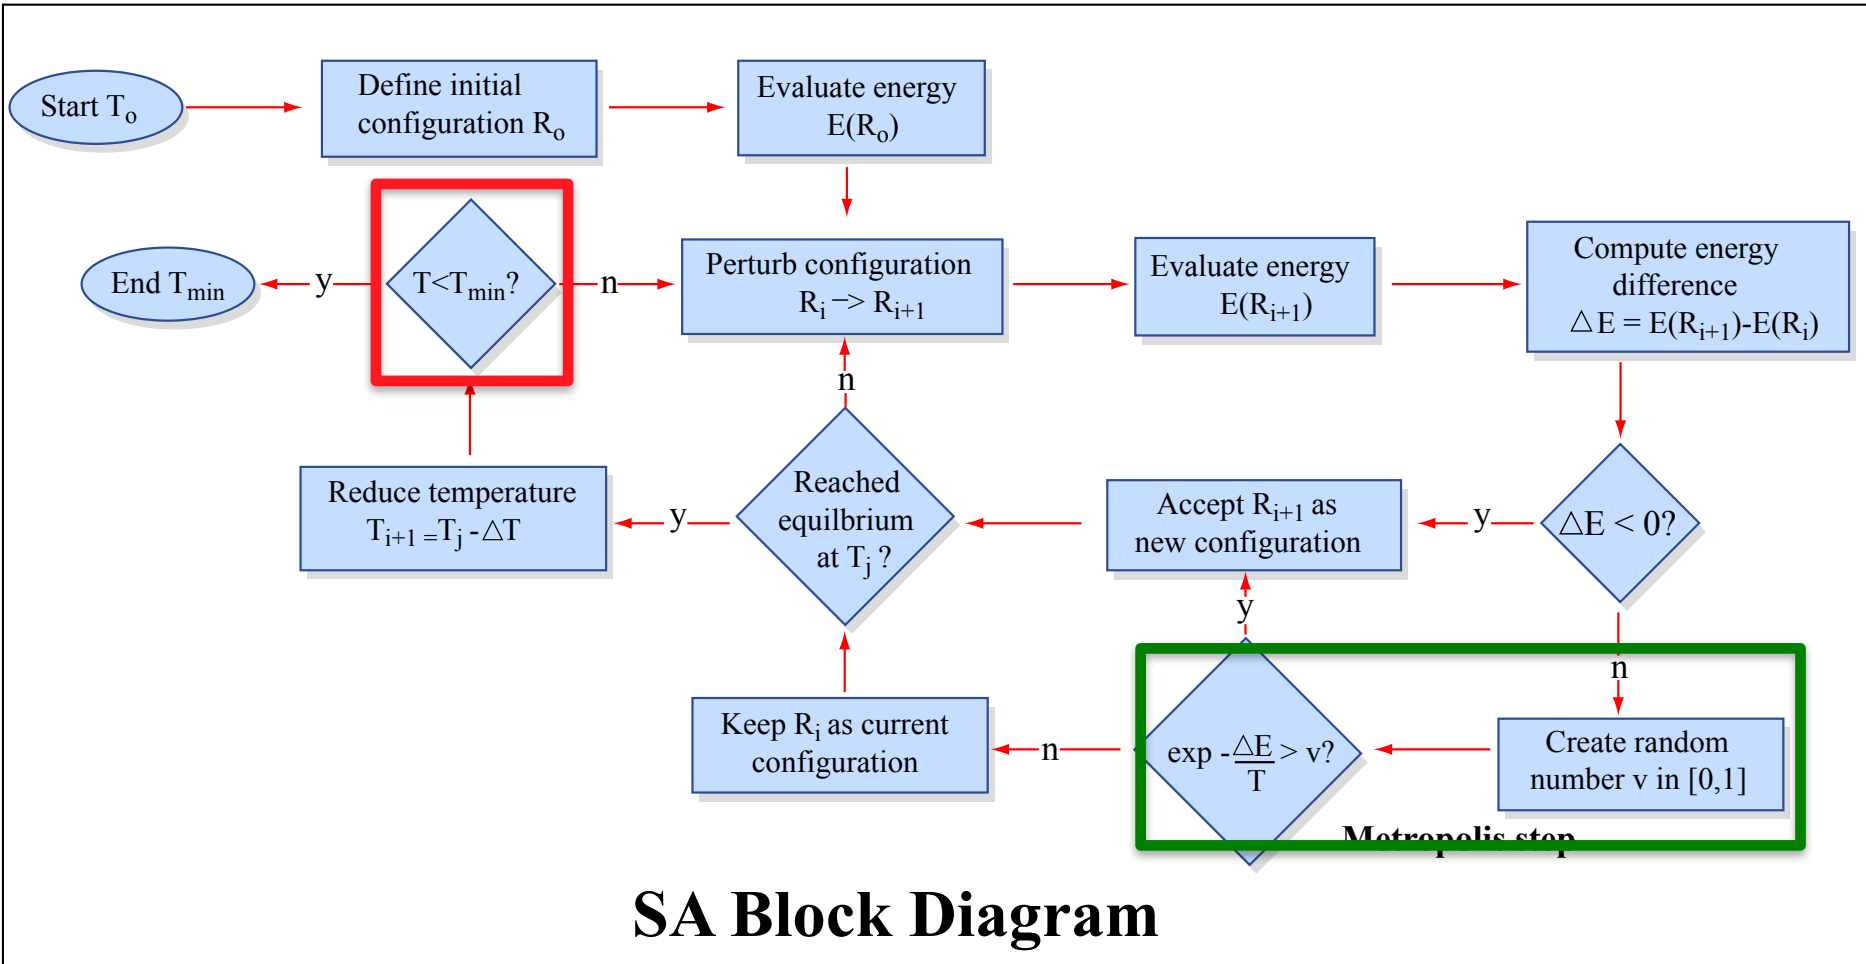 Start To
Define initial
configuration Ro
Evaluate energy
E(Ro)
End Tmin
y
T<Tmin?
n
Perturb configuration
Ri −> Ri+1
Evaluate energy
E(Ri+1)
Compute energy
difference
△E = E(Ri+1)-E(Ri)
n
Reduce temperature
Ti+1 =Tj -△T
y
Reached
equilbrium
at Tj ?
Accept Ri+1 as
new configuration
y
△E < 0?
y
n
Keep Ri as current
configuration
n
exp -△E/T > v?
Create random
number v in [0,1]
Metropolis step
SA Block Diagram